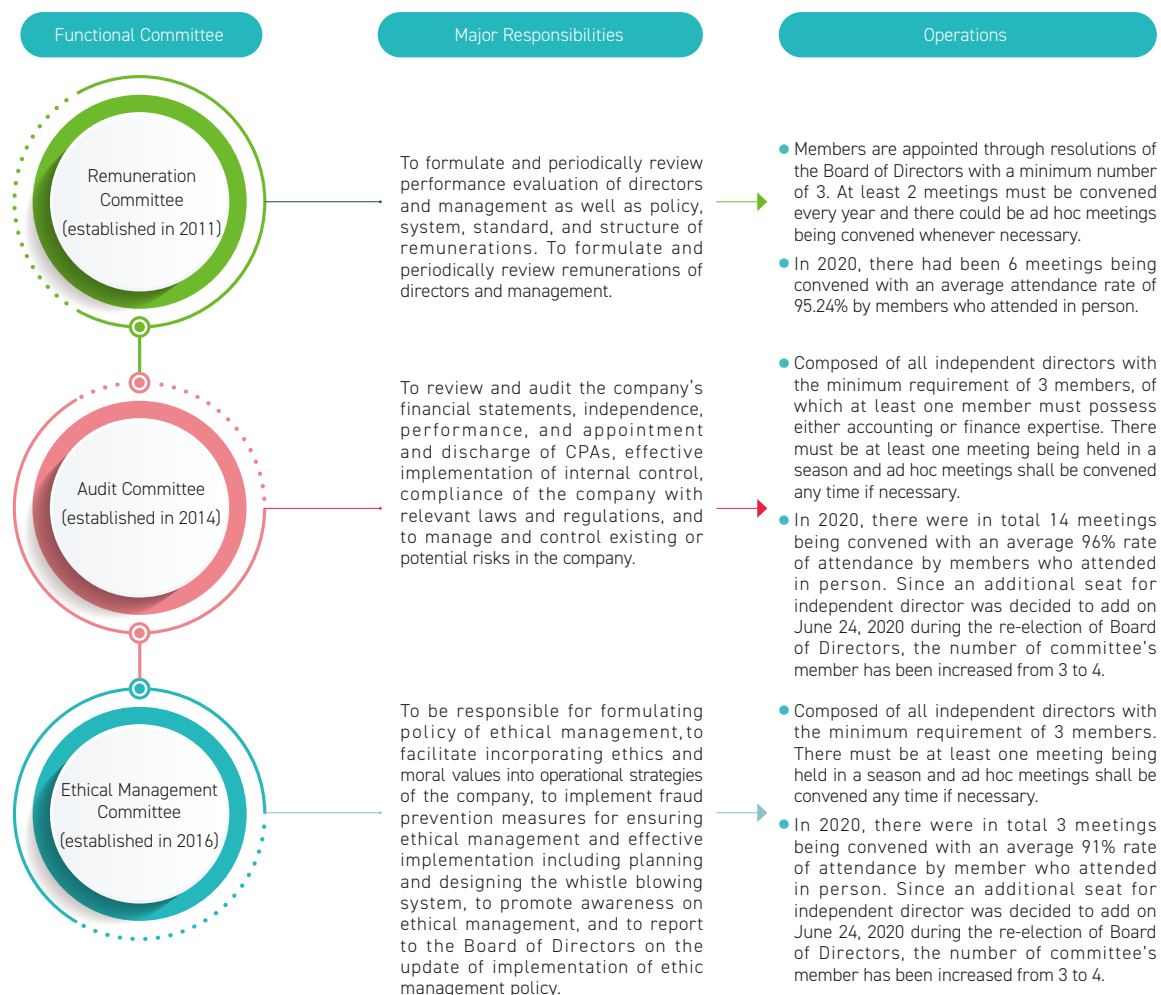 Functional Committee
Major Responsibilities
Operations
Remuneration
Committee
(established in 2011)
To formulate and periodically review
performance evaluation of directors
and management as well as policy,
system, standard, and structure of
remunerations. To formulate and
periodically review remunerations of
directors and management.
Members are appointed through resolutions of
the Board of Directors with a minimum number
of 3. At least 2 meetings must be convened
every year and there could be ad hoc meetings
being convened whenever necessary.
In 2020, there had been 6 meetings being
convened with an average attendance rate of
95.24% by members who attended in person.
Audit Committee
(established in 2014)
To review and audit the company's
financial statements, independence,
performance, and appointment
and discharge of CPAs, effective
implementation of internal control,
compliance of the company with
relevant laws and regulations, and
to manage and control existing or
potential risks in the company.
Composed of all independent directors with
the minimum requirement of 3 members, of
which at least one member must possess
either accounting or finance expertise. There
must be at least one meeting being held in a
season and ad hoc meetings shall be convened
any time if necessary.
In 2020, there were in total 14 meetings
being convened with an average 96% rate
of attendance by members who attended
in person. Since an additional seat for
independent director was decided to add on
June 24, 2020 during the re-election of Board
of Directors, the number of committee's
member has been increased from 3 to 4.
Ethical Management
Committee
(established in 2016)
To be responsible for formulating
policy of ethical management, to
facilitate incorporating ethics and
moral values into operational strategies
of the company, to implement fraud
prevention measures for ensuring
ethical management and effective
implementation including planning
and designing the whistle blowing
system, to promote awareness on
ethical management, and to report
to the Board of Directors on the
update of implementation of ethic
management policy.
Composed of all independent directors with
the minimum requirement of 3 members.
There must be at least one meeting being
held in a season and ad hoc meetings shall be
convened any time if necessary.
In 2020, there were in total 3 meetings
being convened with an average 91% rate
of attendance by member who attended
in person. Since an additional seat for
independent director was decided to add on
June 24, 2020 during the re-election of Board
of Directors, the number of committee's
member has been increased from 3 to 4.